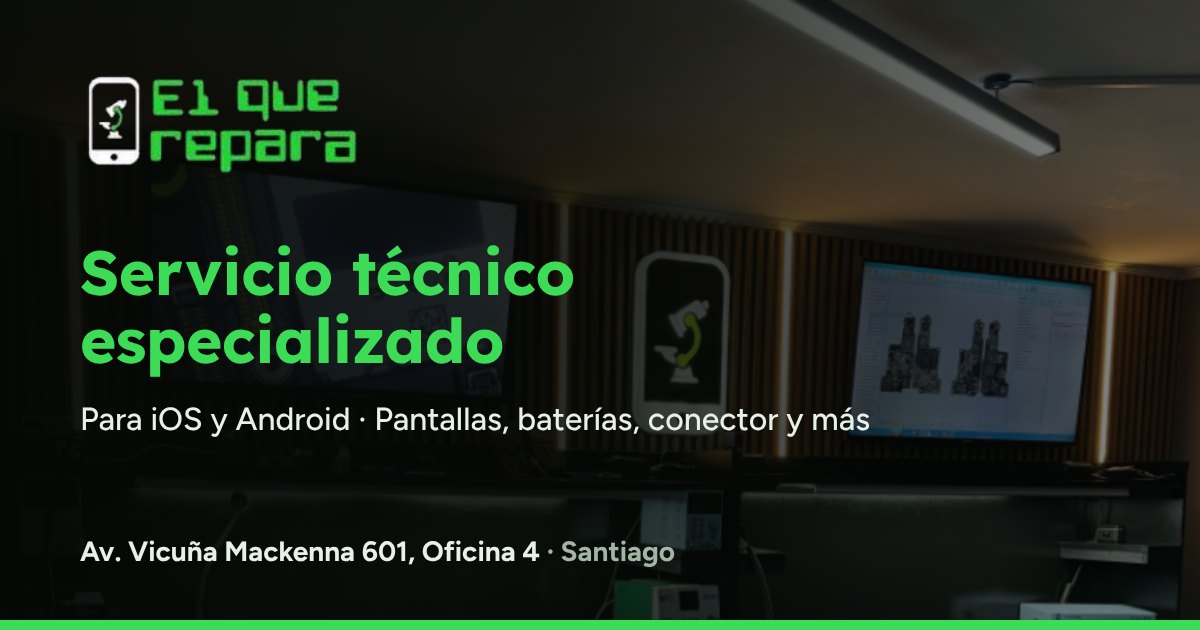 El que
repara
Servicio técnico
especializado
Para iOS y Android · Pantallas, baterías, conector y más
Av. Vicuña Mackenna 601, Oficina 4 · Santiago